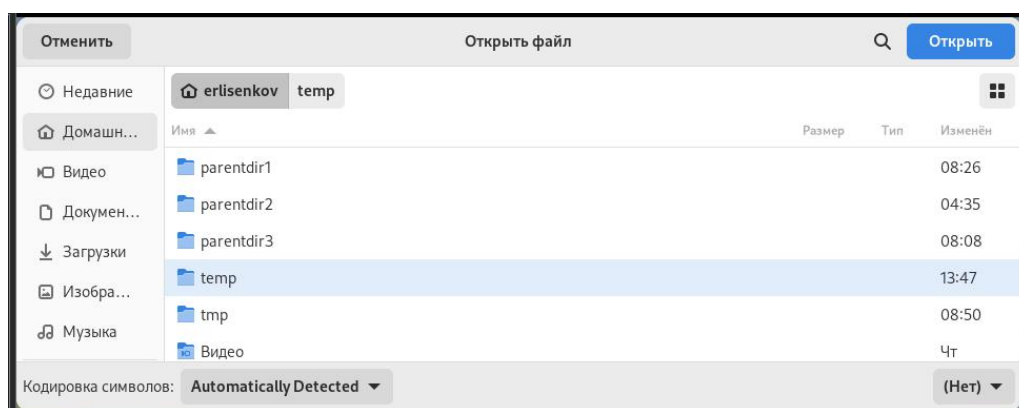 Отменить Открыть файл Открыть
Недавние erlisenkov temp
Домашн... Имя Размер Тип Изменён
Видео parentdir1 08:26
Докумен... parentdir2 04:35
Загрузки parentdir3 08:08
Изобра... temp 13:47
Музыка tmp 08:50
Видео Чт
Кодировка символов: Automatically Detected (Нет)